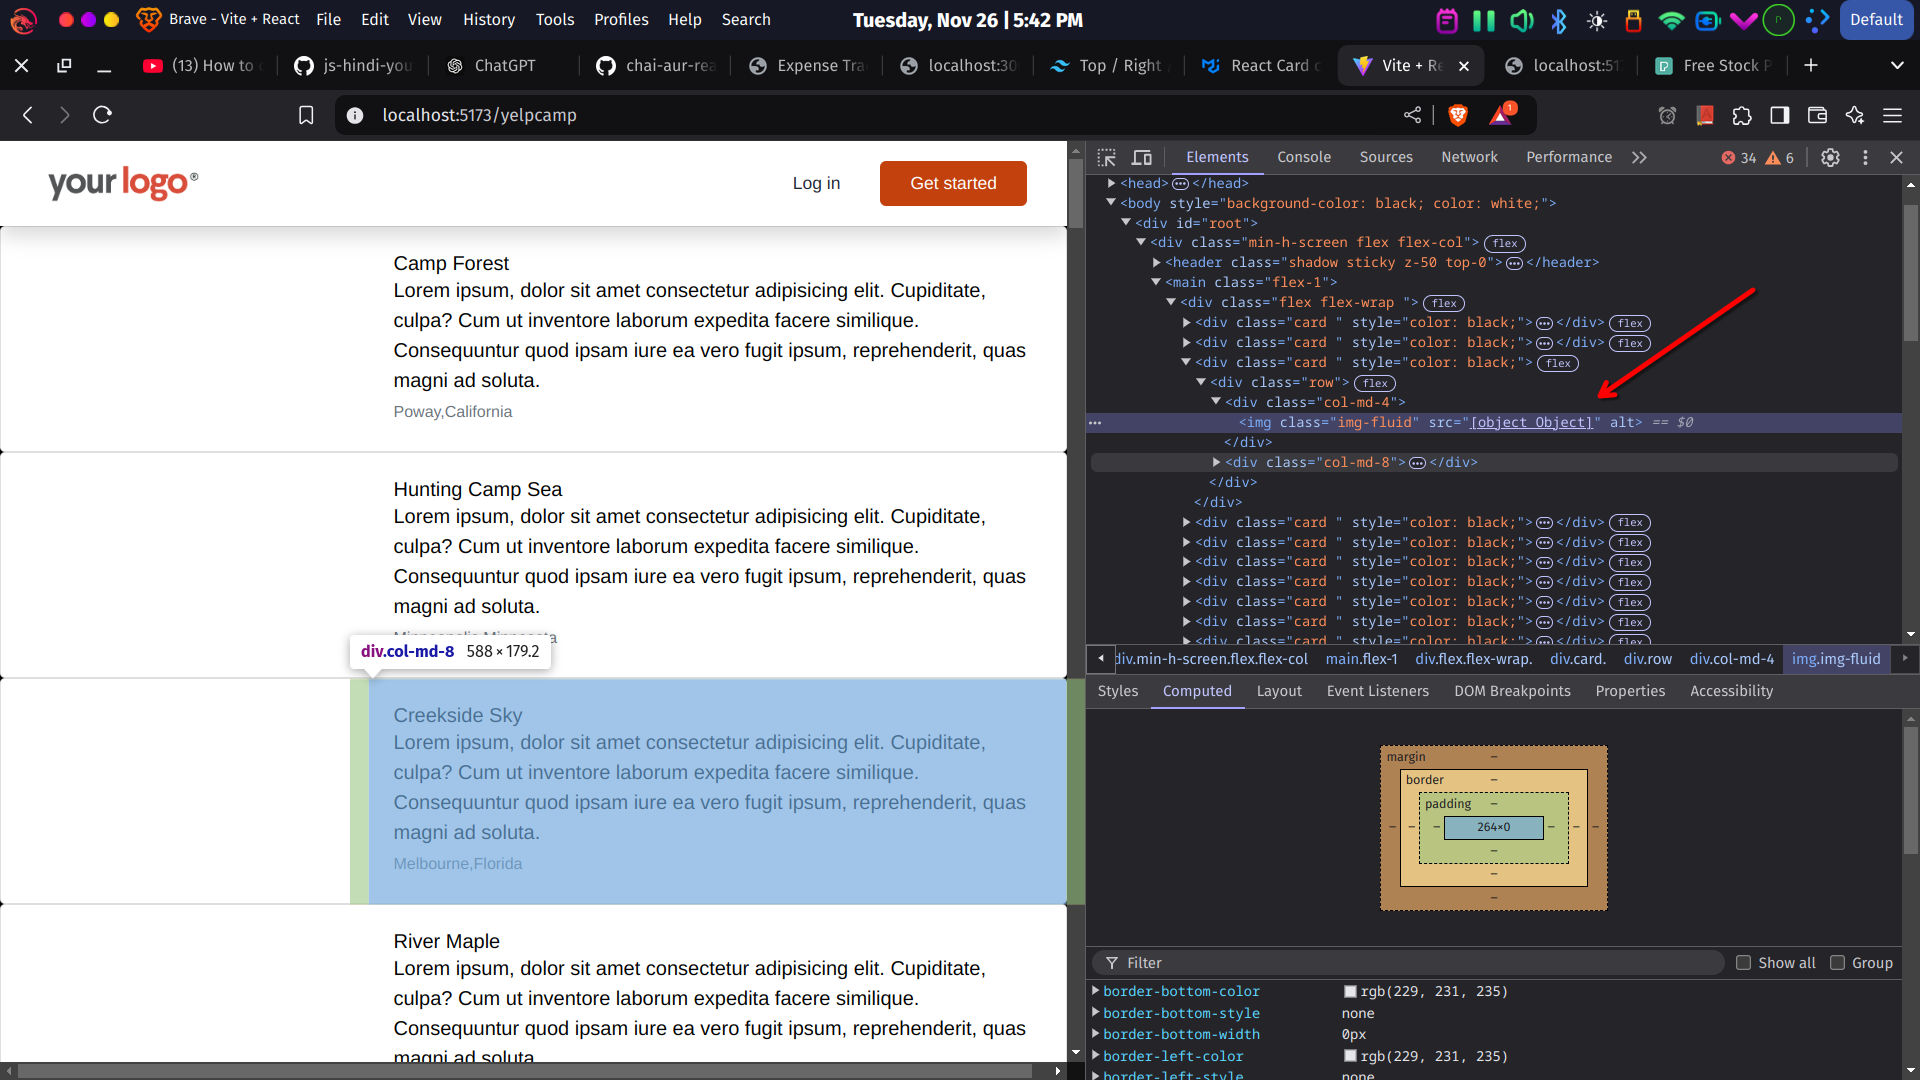 Brave - Vite + React File Edit View History Tools Profiles Help Search Tuesday, Nov 26 | 5:42 PM Default
(13) How to js-hindi-you ChatGPT chai-aur-rea Expense Tra localhost:30 Top / Right React Card Vite + Re localhost:51 Free Stock P
localhost:5173/yelpcamp 1
your logo®
Log in Get started
Camp Forest
Lorem ipsum, dolor sit amet consectetur adipisicing elit. Cupiditate,
culpa? Cum ut inventore laborum expedita facere similique.
Consequuntur quod ipsam iure ea vero fugit ipsum, reprehenderit, quas
magni ad soluta.
Poway,California
Hunting Camp Sea
Lorem ipsum, dolor sit amet consectetur adipisicing elit. Cupiditate,
culpa? Cum ut inventore laborum expedita facere similique.
Consequuntur quod ipsam iure ea vero fugit ipsum, reprehenderit, quas
magni ad soluta.
div.col-md-8 588 × 179.2
Creekside Sky
Lorem ipsum, dolor sit amet consectetur adipisicing elit. Cupiditate,
culpa? Cum ut inventore laborum expedita facere similique.
Consequuntur quod ipsam iure ea vero fugit ipsum, reprehenderit, quas
magni ad soluta.
Melbourne,Florida
River Maple
Lorem ipsum, dolor sit amet consectetur adipisicing elit. Cupiditate,
culpa? Cum ut inventore laborum expedita facere similique.
Consequuntur quod ipsam iure ea vero fugit ipsum, reprehenderit, quas
magni ad soluta.
Elements Console Sources Network Performance 34 6
<head> </head>
<body style="background-color: black; color: white;">
<div id="root">
<div class="min-h-screen flex flex-col"> flex
<header class="shadow sticky z-50 top-0"> </header>
<main class="flex-1">
<div class="flex flex-wrap "> flex
<div class="card " style="color: black;"> </div> flex
<div class="card " style="color: black;"> </div> flex
<div class="card " style="color: black;"> flex
<div class="row"> flex
<div class="col-md-4">
<img class="img-fluid" src="[object Object]" alt> == $0
</div>
<div class="col-md-8"> </div>
</div>
</div>
<div class="card " style="color: black;"> </div> flex
<div class="card " style="color: black;"> </div> flex
<div class="card " style="color: black;"> </div> flex
<div class="card " style="color: black;"> </div> flex
<div class="card " style="color: black;"> </div> flex
<div class="card " style="color: black;"> </div> flex
<div class="card " style="color: black;"> </div> flex
div.min-h-screen.flex.flex-col main.flex-1 div.flex.flex-wrap. div.card. div.row div.col-md-4 img.img-fluid
Styles Computed Layout Event Listeners DOM Breakpoints Properties Accessibility
margin –
border –
padding –
– – – 264×0 – – –
–
–
–
Filter Show all Group
border-bottom-color rgb(229, 231, 235)
border-bottom-style none
border-bottom-width 0px
border-left-color rgb(229, 231, 235)
border-left-style none